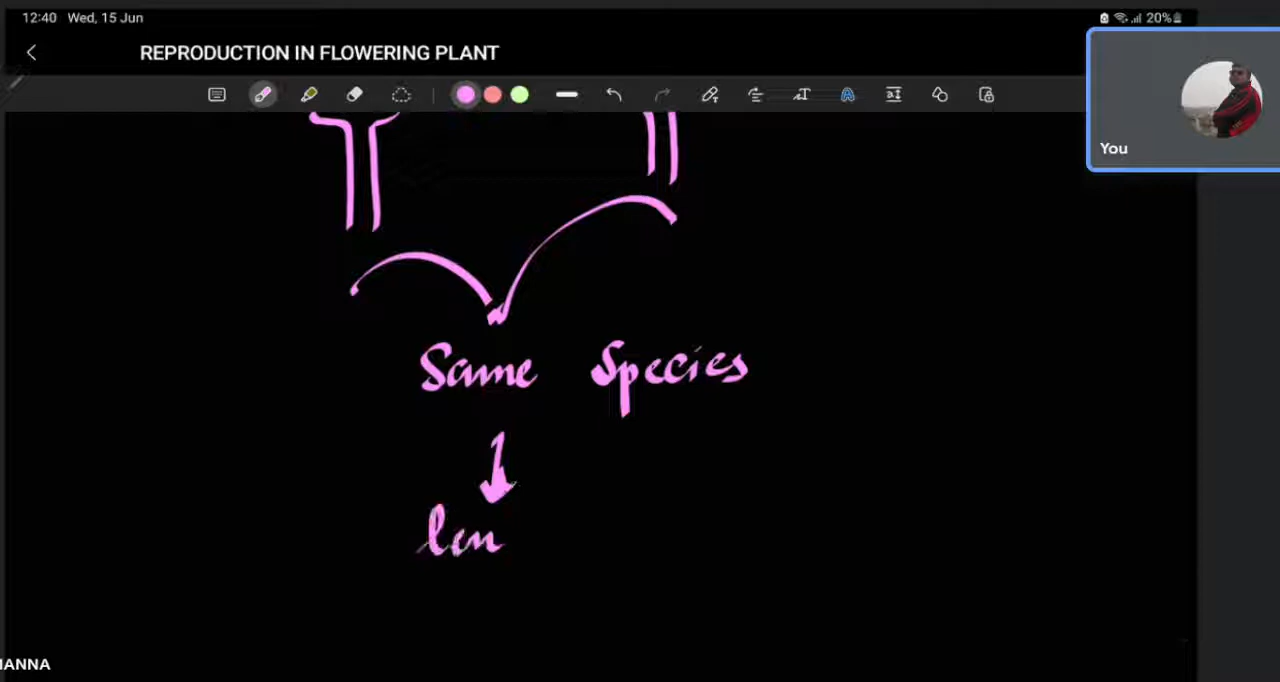 12:40 Wed, 15 Jun
20%
REPRODUCTION IN FLOWERING PLANT
You
Same Species
len
IANNA